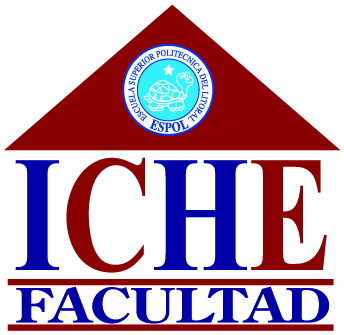 ESCUELA SUPERIOR POLITECNICA DEL LITORAL
ESPOL
ICHE
FACULTAD